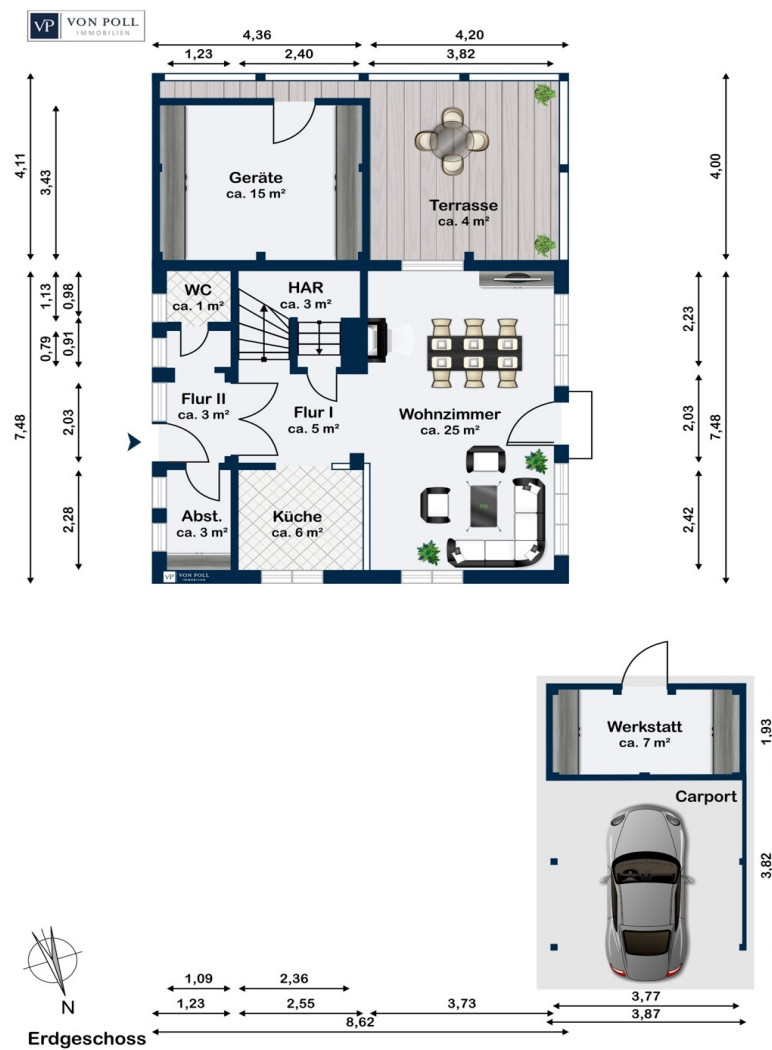 VP VON POLL
IMMOBILIEN
4,36 4,20
1,23 2,40 3,82
4,11
3,43
4,00
Geräte
ca. 15 m²
Terrasse
ca. 4 m²
WC
ca. 1 m²
HAR
ca. 3 m²
1,13
0,98
0,79
0,91
2,23
Flur II
ca. 3 m²
Flur I
ca. 5 m²
Wohnzimmer
ca. 25 m²
7,48
2,03
2,03
7,48
Abst.
ca. 3 m²
Küche
ca. 6 m²
2,28
2,42
VP VON POLL
IMMOBILIEN
Werkstatt
ca. 7 m²
1,93
Carport
3,82
N
1,09 2,36
1,23 2,55 3,73
8,62
3,77
3,87
Erdgeschoss